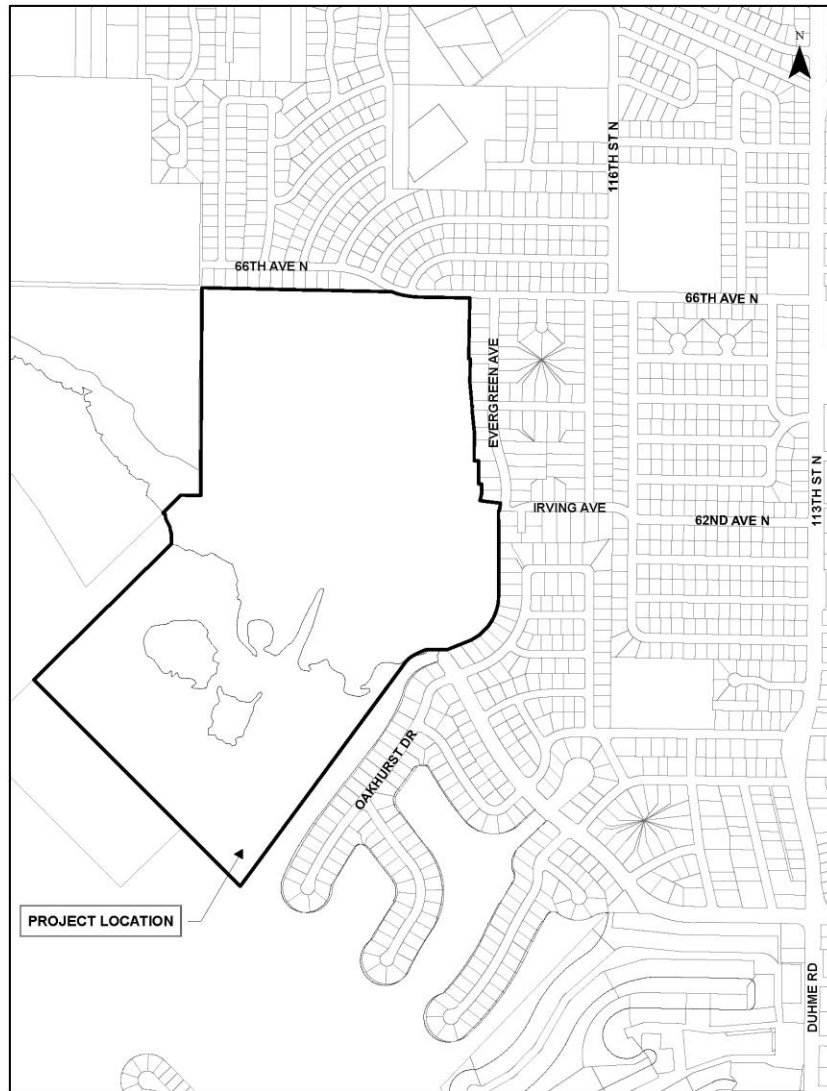 N
116TH ST N
66TH AVE N
66TH AVE N
EVERGREEN AVE
IRVING AVE
62ND AVE N
113TH ST N
OAKHURST DR
PROJECT LOCATION
DUHME RD